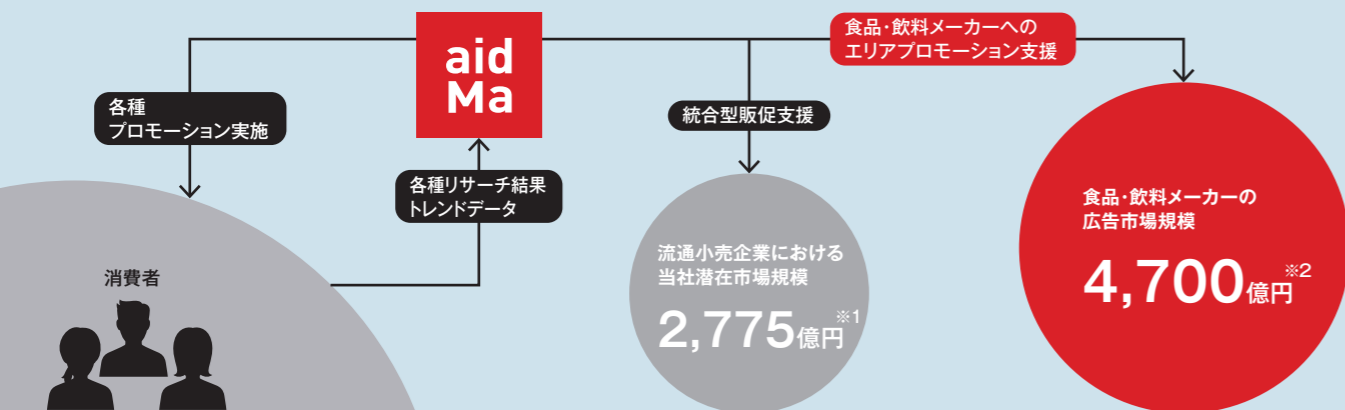 aid
Ma
食品・飲料メーカーへの
エリアプロモーション支援
各種
プロモーション実施
統合型販促支援
各種リサーチ結果
トレンドデータ
消費者
流通小売企業における
当社潜在市場規模
2,775億円※1
食品・飲料メーカーの
広告市場規模
4,700億円※2